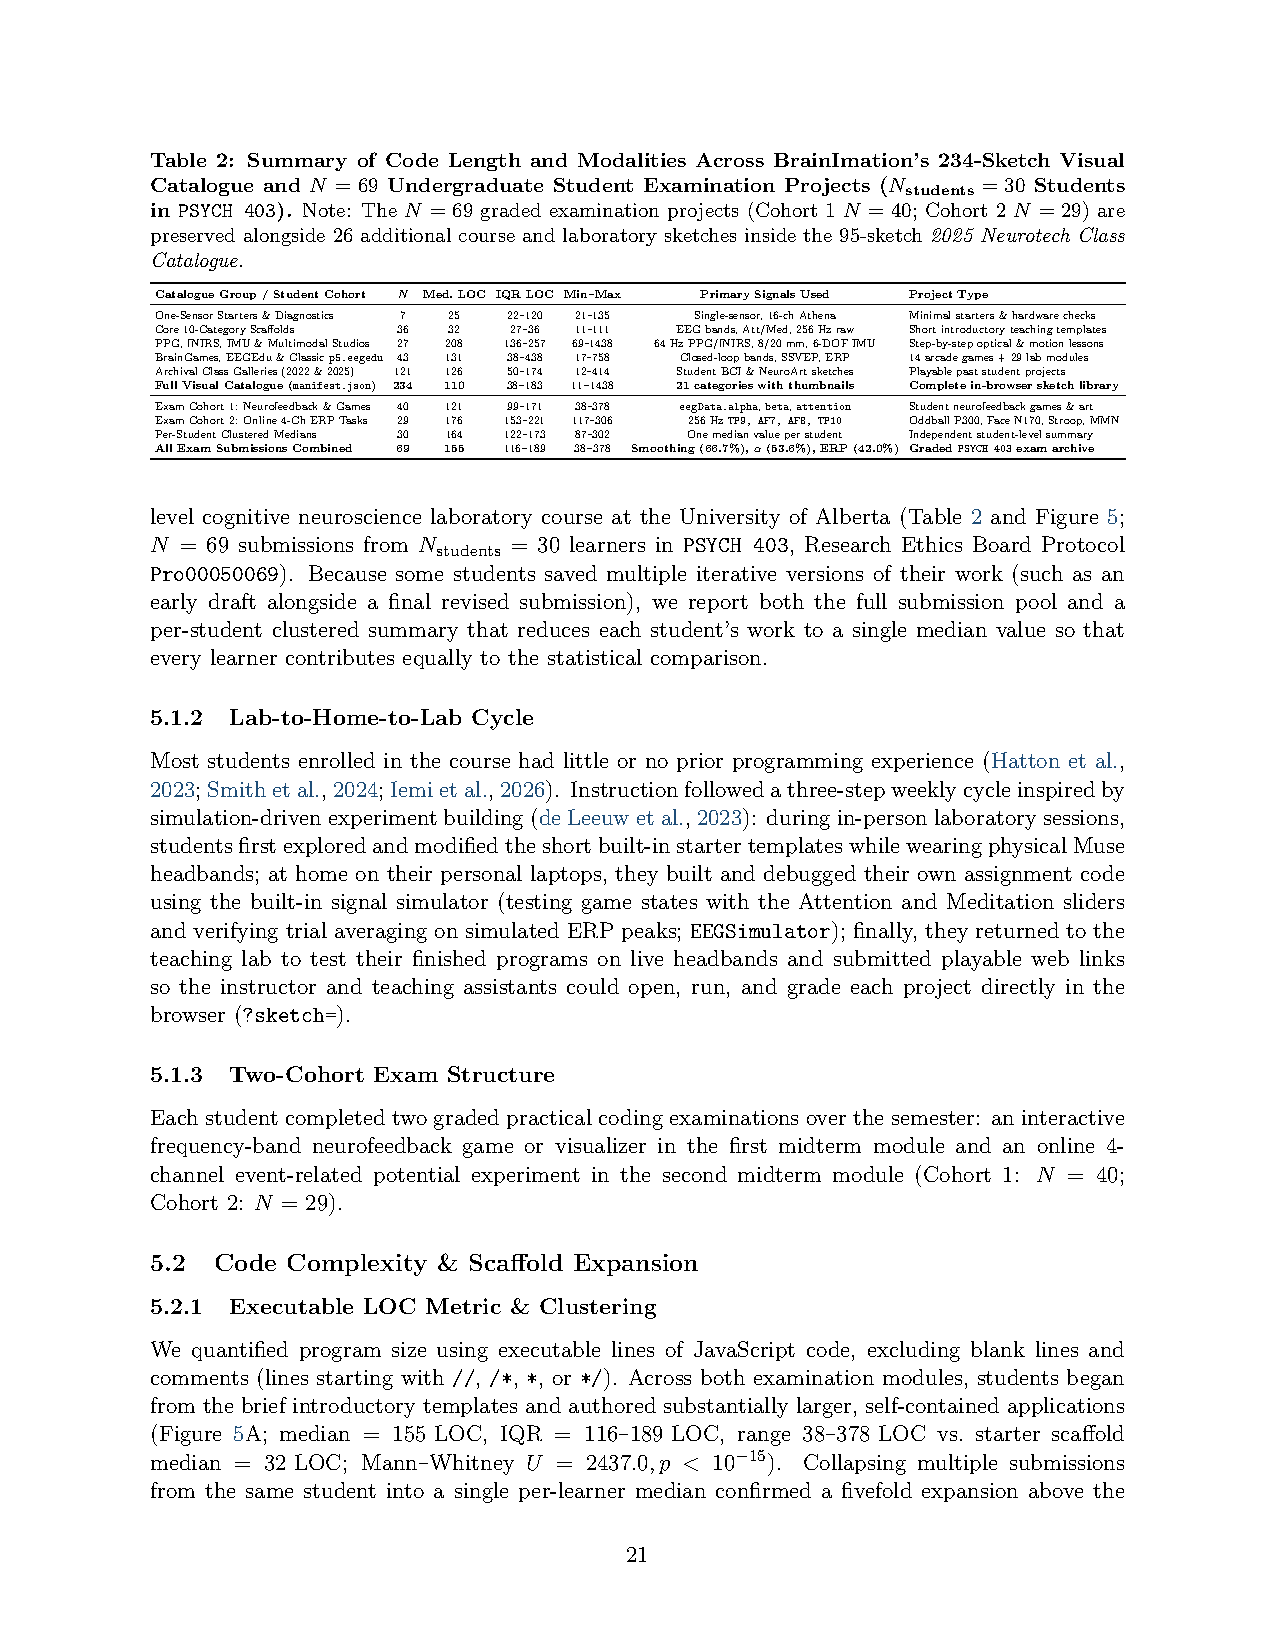 Table 2: Summary of Code Length and Modalities Across BrainImation's 234-Sketch Visual
Catalogue and N = 69 Undergraduate Student Examination Projects (Nstudents = 30 Students
in PSYCH 403). Note: The N = 69 graded examination projects (Cohort 1 N = 40; Cohort 2 N = 29) are
preserved alongside 26 additional course and laboratory sketches inside the 95-sketch 2025 Neurotech Class
Catalogue.
Catalogue Group / Student Cohort N Med. LOC IQR LOC Min–Max Primary Signals Used Project Type
One-Sensor Starters & Diagnostics 7 25 22–120 21–135 Single-sensor, 16-ch Athena Minimal starters & hardware checks
Core 10-Category Scaffolds 36 32 27–36 11–111 EEG bands, Att/Med, 256 Hz raw Short introductory teaching templates
PPG, fNIRS, IMU & Multimodal Studios 27 208 136–257 69–1438 64 Hz PPG/fNIRS, 8/20 mm, 6-DOF IMU Step-by-step optical & motion lessons
BrainGames, EEGEdu & Classic p5.eegedu 43 131 38–438 17–758 Closed-loop bands, SSVEP, ERP 14 arcade games + 29 lab modules
Archival Class Galleries (2022 & 2025) 121 126 50–174 12–414 Student BCI & NeuroArt sketches Playable past student projects
Full Visual Catalogue (manifest.json) 234 110 38–183 11–1438 21 categories with thumbnails Complete in-browser sketch library
Exam Cohort 1: Neurofeedback & Games 40 121 99–171 38–378 eegData.alpha, beta, attention Student neurofeedback games & art
Exam Cohort 2: Online 4-Ch ERP Tasks 29 176 153–221 117–306 256 Hz TP9, AF7, AF8, TP10 Oddball P300, Face N170, Stroop, MMN
Per-Student Clustered Medians 30 164 122–173 87–302 One median value per student Independent student-level summary
All Exam Submissions Combined 69 155 116–189 38–378 Smoothing (66.7%), α (53.6%), ERP (42.0%) Graded PSYCH 403 exam archive
level cognitive neuroscience laboratory course at the University of Alberta (Table 2 and Figure 5;
N = 69 submissions from Nstudents = 30 learners in PSYCH 403, Research Ethics Board Protocol
Pro00050069). Because some students saved multiple iterative versions of their work (such as an
early draft alongside a final revised submission), we report both the full submission pool and a
per-student clustered summary that reduces each student's work to a single median value so that
every learner contributes equally to the statistical comparison.
5.1.2 Lab-to-Home-to-Lab Cycle
Most students enrolled in the course had little or no prior programming experience (Hatton et al.,
2023; Smith et al., 2024; Iemi et al., 2026). Instruction followed a three-step weekly cycle inspired by
simulation-driven experiment building (de Leeuw et al., 2023): during in-person laboratory sessions,
students first explored and modified the short built-in starter templates while wearing physical Muse
headbands; at home on their personal laptops, they built and debugged their own assignment code
using the built-in signal simulator (testing game states with the Attention and Meditation sliders
and verifying trial averaging on simulated ERP peaks; EEGSimulator); finally, they returned to the
teaching lab to test their finished programs on live headbands and submitted playable web links
so the instructor and teaching assistants could open, run, and grade each project directly in the
browser (?sketch=).
5.1.3 Two-Cohort Exam Structure
Each student completed two graded practical coding examinations over the semester: an interactive
frequency-band neurofeedback game or visualizer in the first midterm module and an online 4-
channel event-related potential experiment in the second midterm module (Cohort 1: N = 40;
Cohort 2: N = 29).
5.2 Code Complexity & Scaffold Expansion
5.2.1 Executable LOC Metric & Clustering
We quantified program size using executable lines of JavaScript code, excluding blank lines and
comments (lines starting with //, /*, *, or */). Across both examination modules, students began
from the brief introductory templates and authored substantially larger, self-contained applications
(Figure 5A; median = 155 LOC, IQR = 116–189 LOC, range 38–378 LOC vs. starter scaffold
median = 32 LOC; Mann–Whitney U = 2437.0, p < 10⁻¹⁵). Collapsing multiple submissions
from the same student into a single per-learner median confirmed a fivefold expansion above the
21